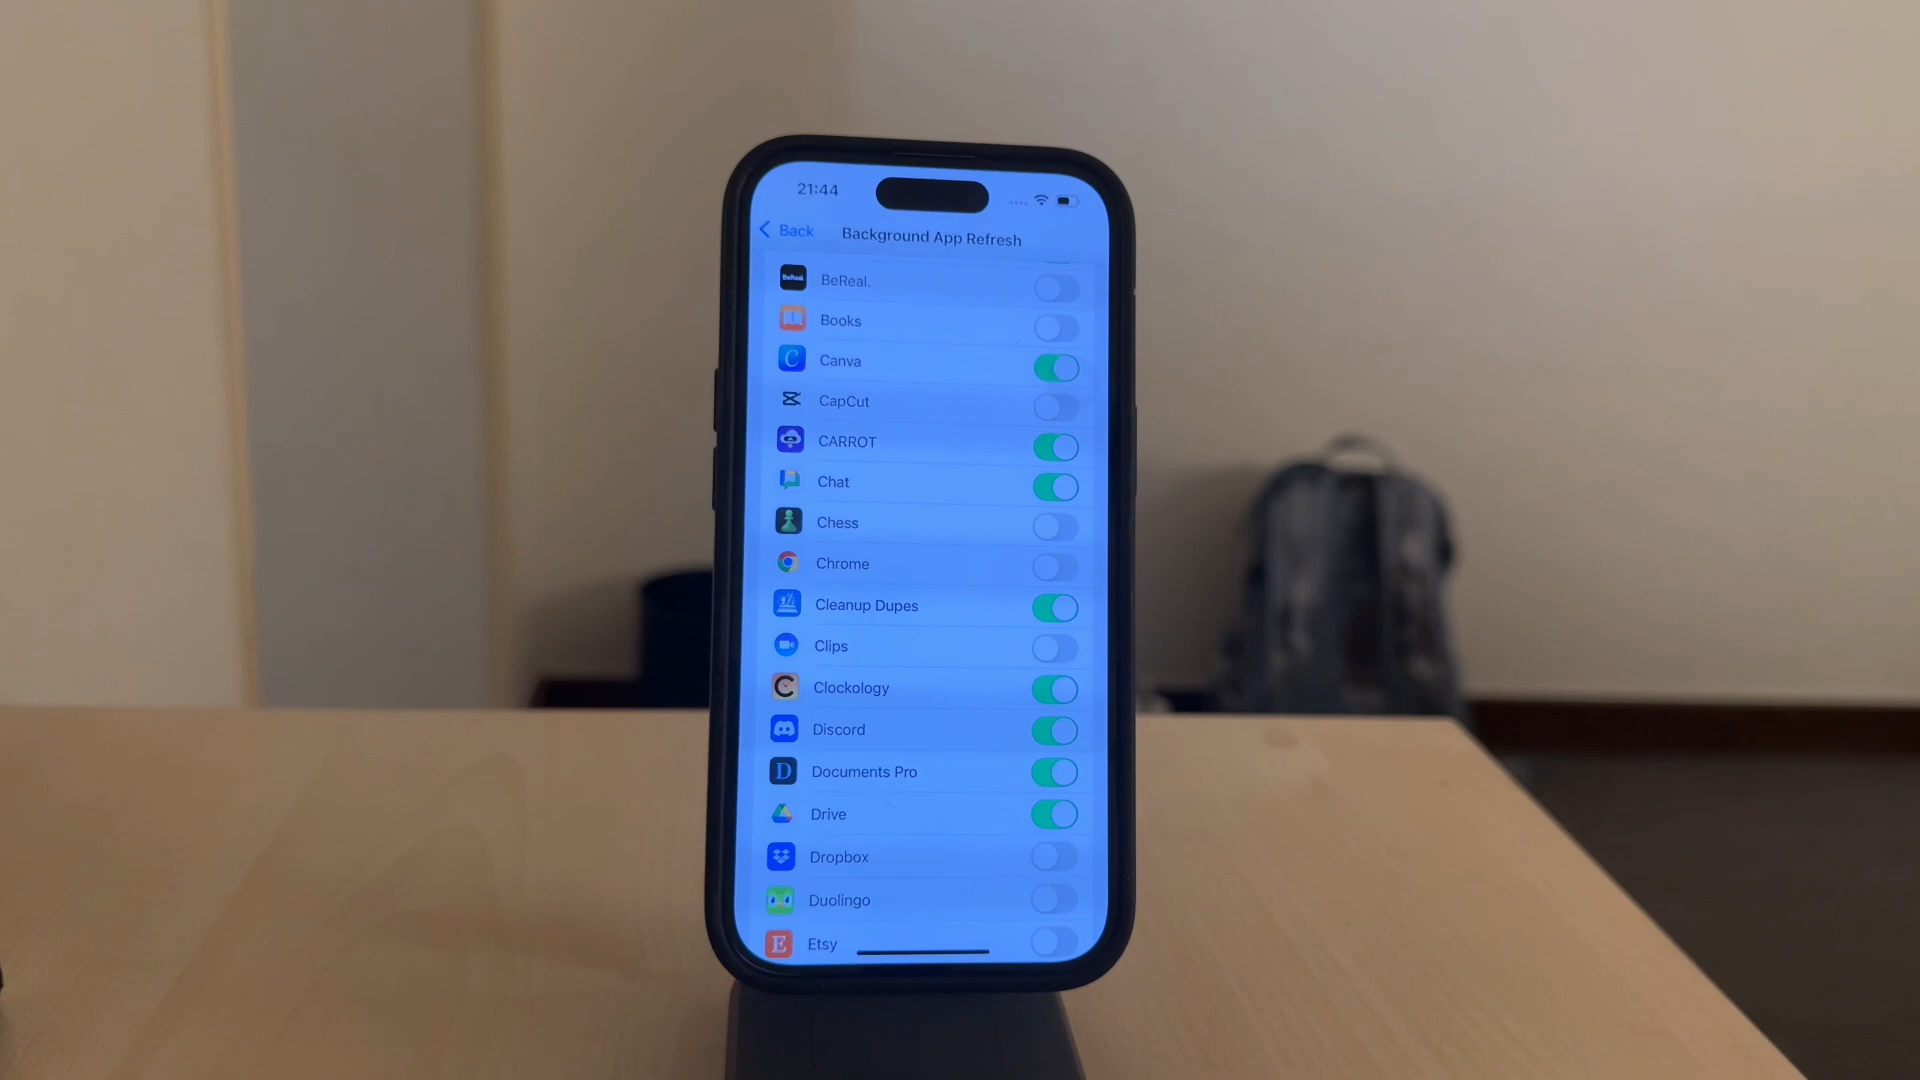 21:44
Back Background App Refresh
BeReal. BeReal.
Books
C Canva
CapCut
CARROT
Chat
Chess
Chrome
Cleanup Dupes
Clips
C Clockology
Discord
D Documents Pro
Drive
Dropbox
Duolingo
E Etsy